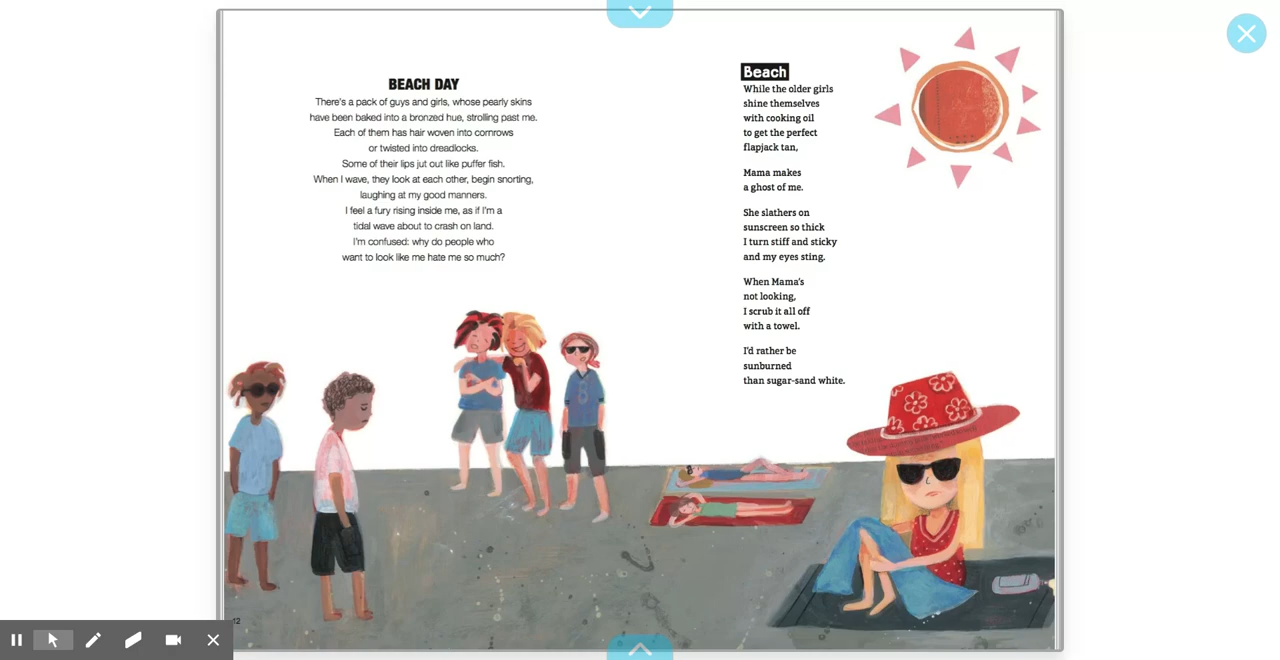 BEACH DAY
There's a pack of guys and girls, whose pearly skins
have been baked into a bronzed hue, strolling past me.
Each of them has hair woven into cornrows
or twisted into dreadlocks.
Some of their lips jut out like puffer fish.
When I wave, they look at each other, begin snorting,
laughing at my good manners.
I feel a fury rising inside me, as if I'm a
tidal wave about to crash on land.
I'm confused: why do people who
want to look like me hate me so much?
Beach
While the older girls
shine themselves
with cooking oil
to get the perfect
flapjack tan,
Mama makes
a ghost of me.
She slathers on
sunscreen so thick
I turn stiff and sticky
and my eyes sting.
When Mama's
not looking,
I scrub it all off
with a towel.
I'd rather be
sunburned
than sugar-sand white.
12